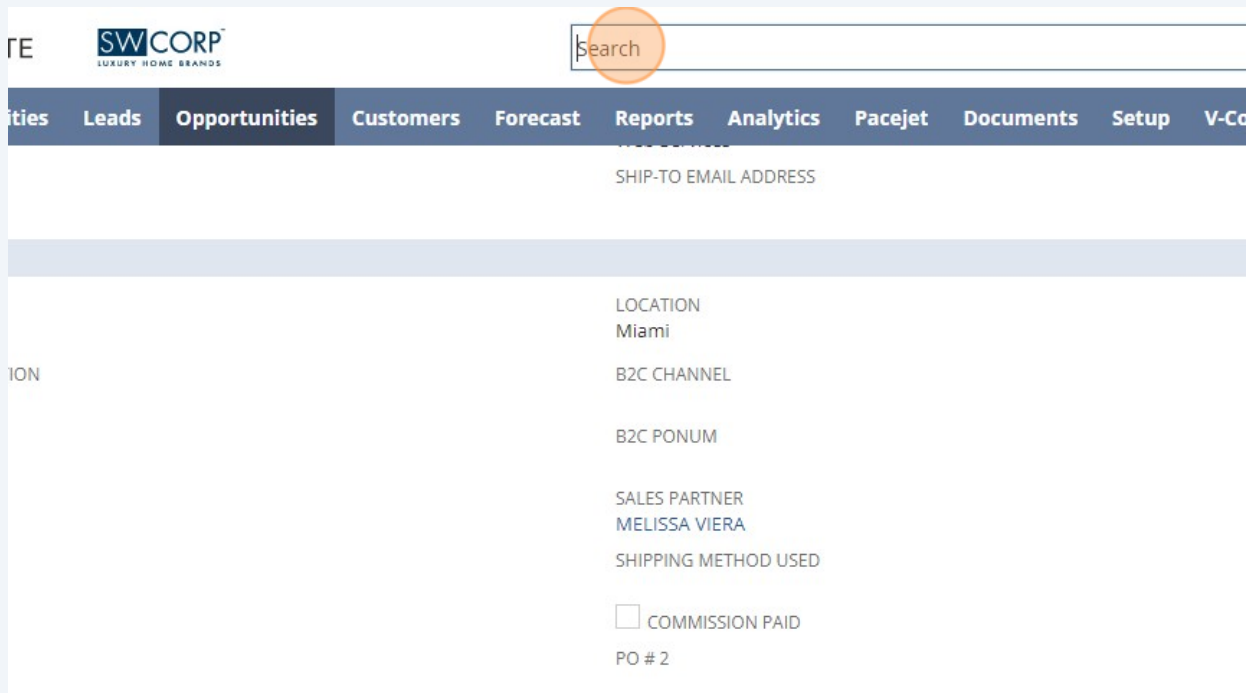 TE
SWCORP
LUXURY HOME BRANDS
Search
ities Leads Opportunities Customers Forecast Reports Analytics Pacejet Documents Setup V-Co
SHIP-TO EMAIL ADDRESS
LOCATION
Miami
ION
B2C CHANNEL
B2C PONUM
SALES PARTNER
MELISSA VIERA
SHIPPING METHOD USED
COMMISSION PAID
PO # 2